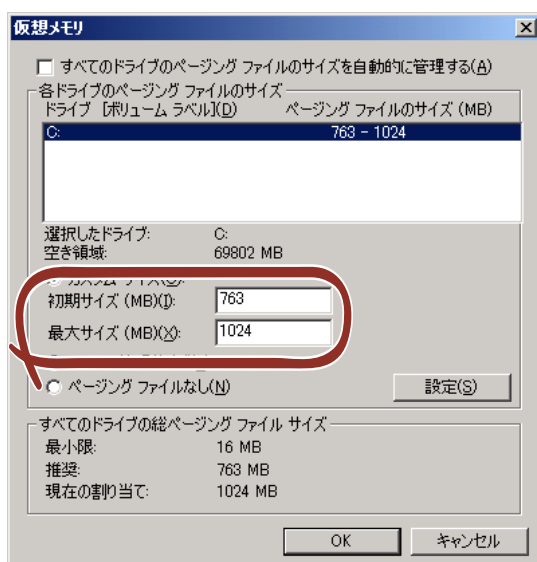 仮想メモリ
すべてのドライブのページング ファイルのサイズを自動的に管理する(A)
各ドライブのページング ファイルのサイズ
ドライブ [ボリューム ラベル](D) ページング ファイルのサイズ (MB)
C: 763 - 1024
選択したドライブ: C:
空き領域: 69802 MB
初期サイズ (MB)(I): 763
最大サイズ (MB)(X): 1024
ページング ファイルなし(N) 設定(S)
すべてのドライブの総ページング ファイル サイズ
最小限: 16 MB
推奨: 763 MB
現在の割り当て: 1024 MB
OK キャンセル